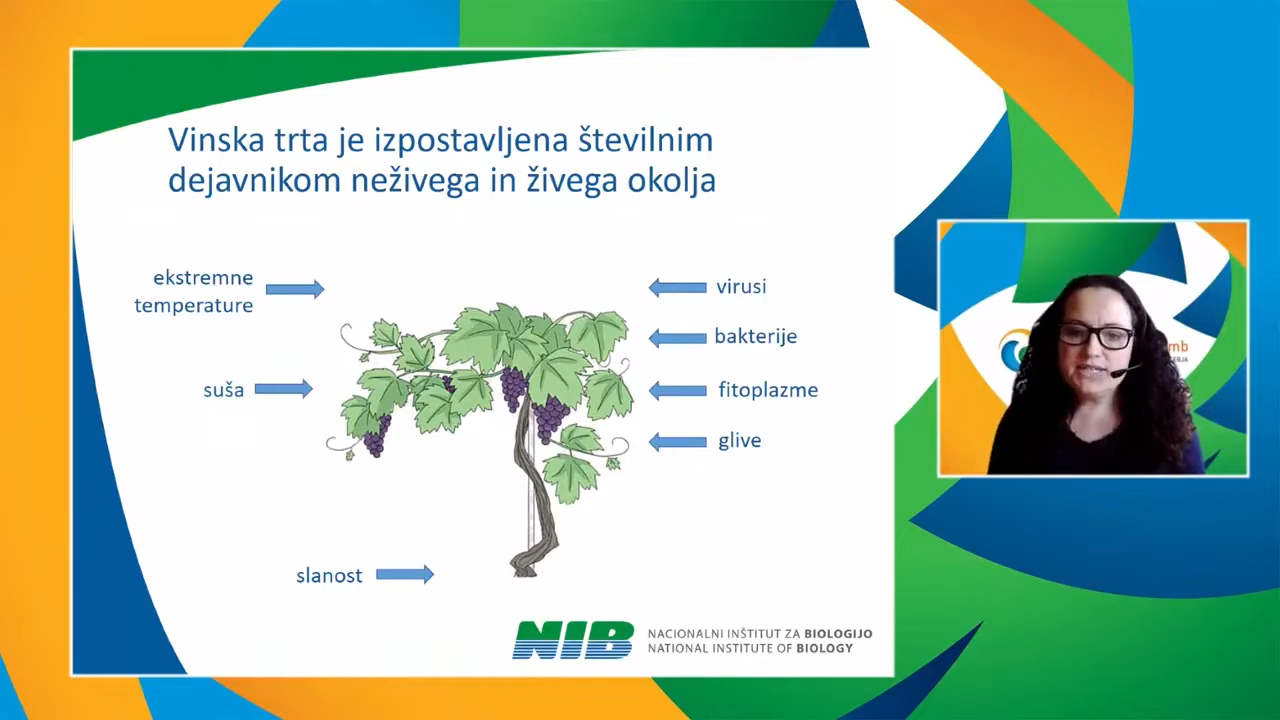 Vinska trta je izpostavljena številnim
dejavnikom neživega in živega okolja
ekstremne
temperature
suša
slanost
virusi
bakterije
fitoplazme
glive
NIB
NACIONALNI INŠTITUT ZA BIOLOGIJO
NATIONAL INSTITUTE OF BIOLOGY
mb